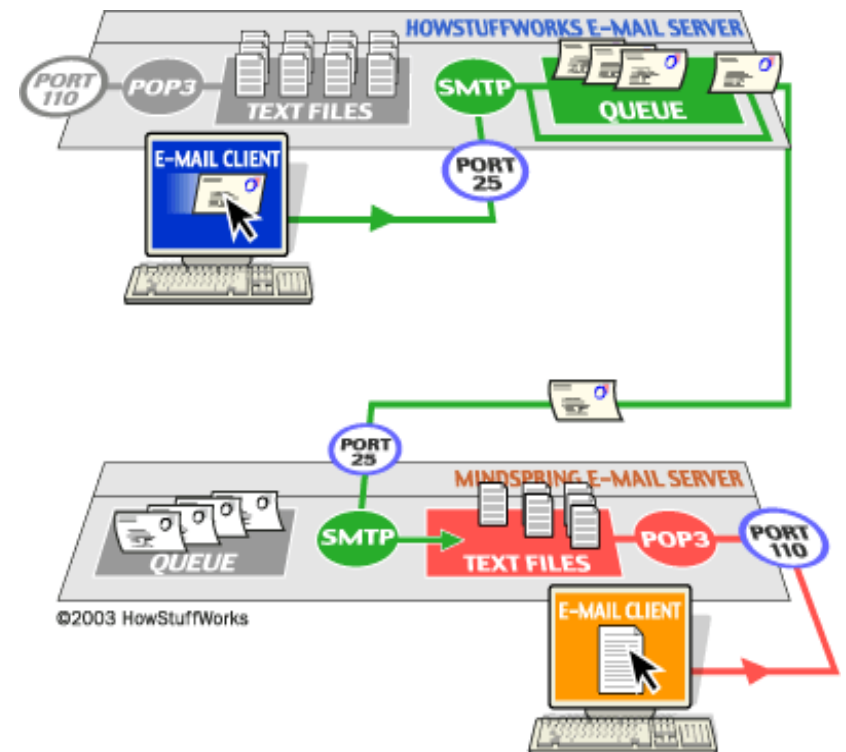 HOWSTUFFWORKS E-MAIL SERVER
PORT
110
POP3
TEXT FILES
SMTP
QUEUE
E-MAIL CLIENT
PORT
25
PORT
25
MINDSPRING E-MAIL SERVER
QUEUE
SMTP
TEXT FILES
POP3
PORT
110
©2003 HowStuffWorks
E-MAIL CLIENT